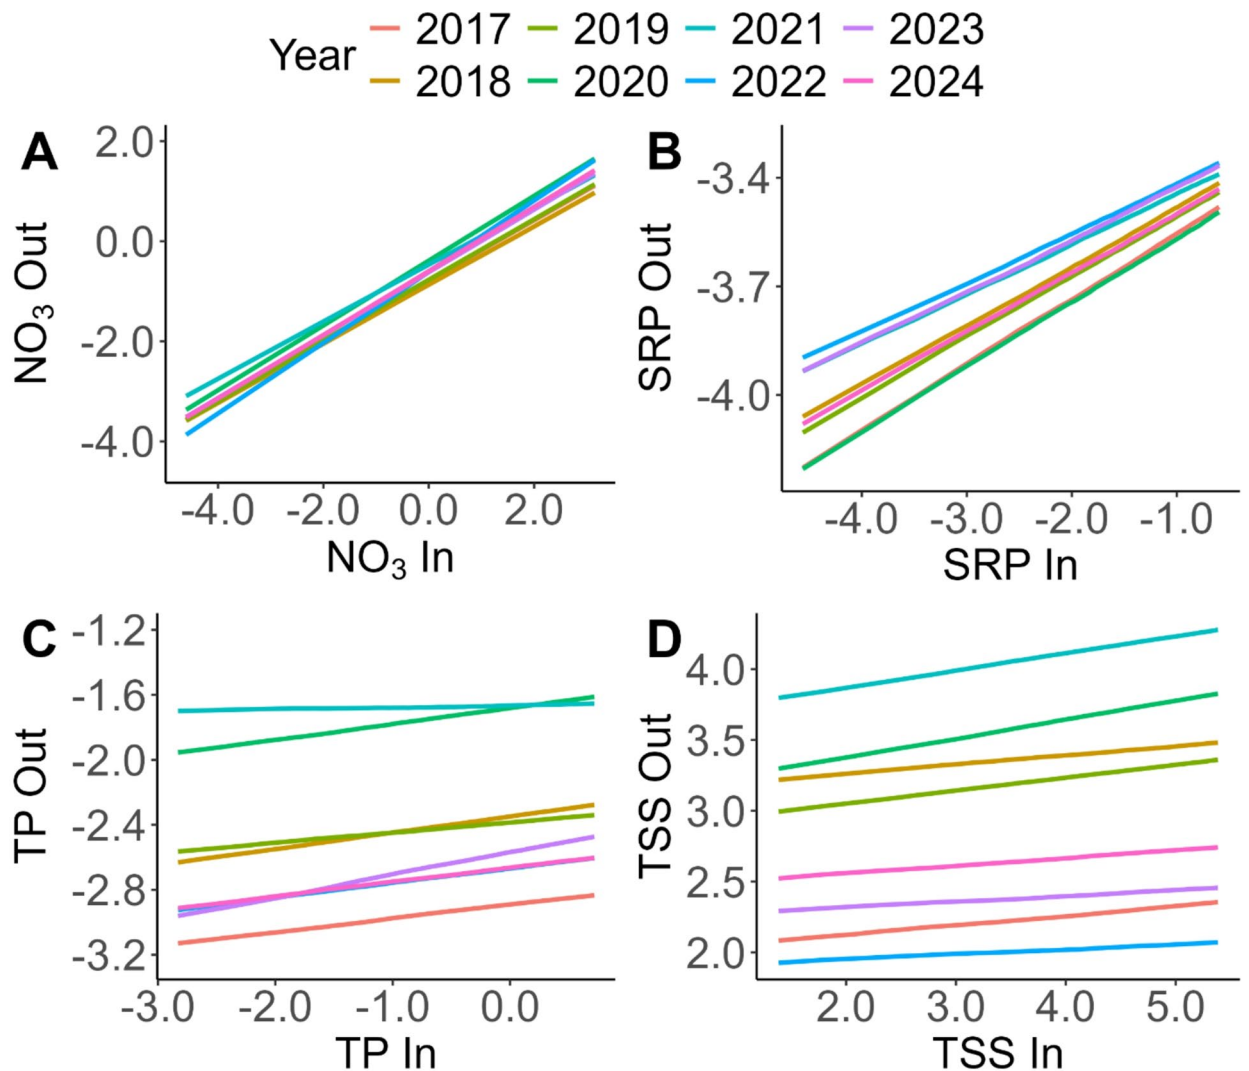 Year 2017 2019 2021 2023
2018 2020 2022 2024
A
2.0
0.0
-2.0
-4.0
NO₃ Out
-4.0 -2.0 0.0 2.0
NO₃ In
B
-3.4
-3.7
-4.0
SRP Out
-4.0 -3.0 -2.0 -1.0
SRP In
C
-1.2
-1.6
-2.0
-2.4
-2.8
-3.2
TP Out
-3.0 -2.0 -1.0 0.0
TP In
D
4.0
3.5
3.0
2.5
2.0
TSS Out
2.0 3.0 4.0 5.0
TSS In